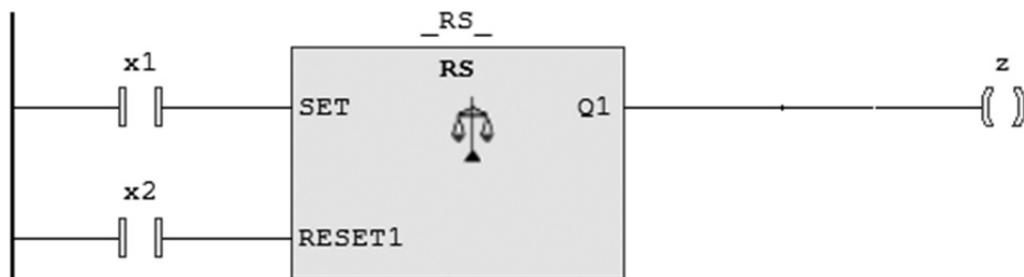 _RS_
x1
RS
z
SET
Q1
x2
RESET1